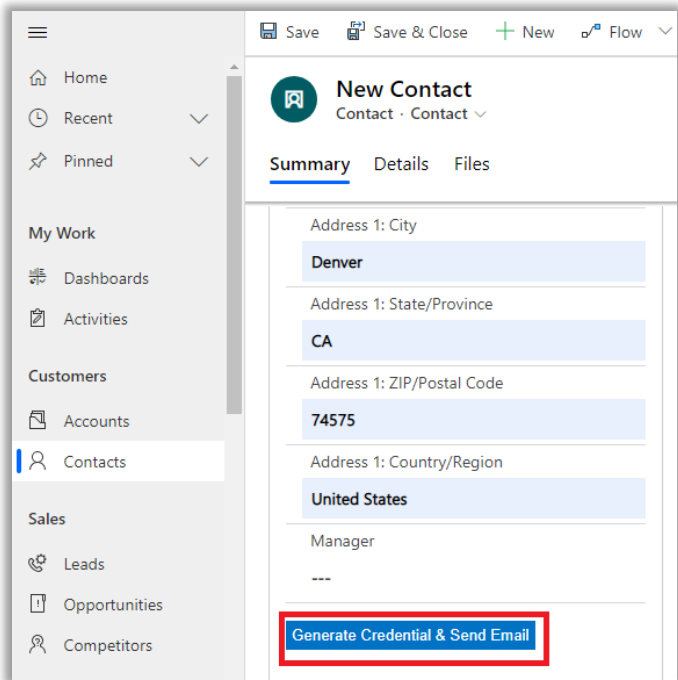 Save
Save & Close
New
Flow
Home
Recent
Pinned
My Work
Dashboards
Activities
Customers
Accounts
Contacts
Sales
Leads
Opportunities
Competitors
New Contact
Contact · Contact
Summary Details Files
Address 1: City
Denver
Address 1: State/Province
CA
Address 1: ZIP/Postal Code
74575
Address 1: Country/Region
United States
Manager
---
Generate Credential & Send Email